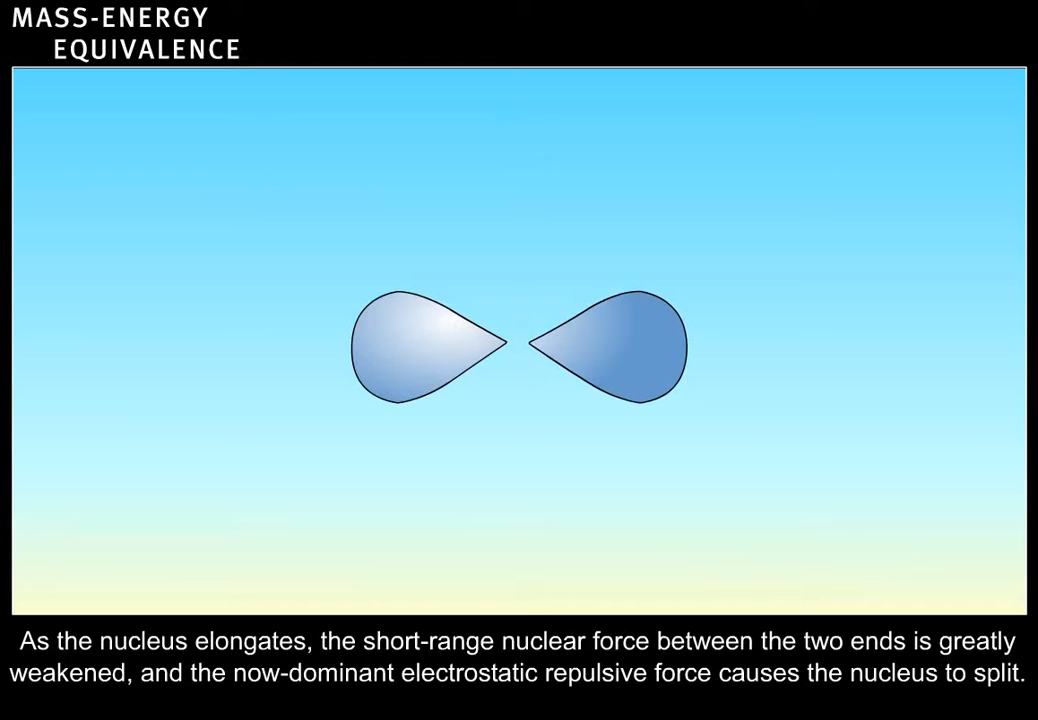 MASS-ENERGY
EQUIVALENCE
As the nucleus elongates, the short-range nuclear force between the two ends is greatly
weakened, and the now-dominant electrostatic repulsive force causes the nucleus to split.